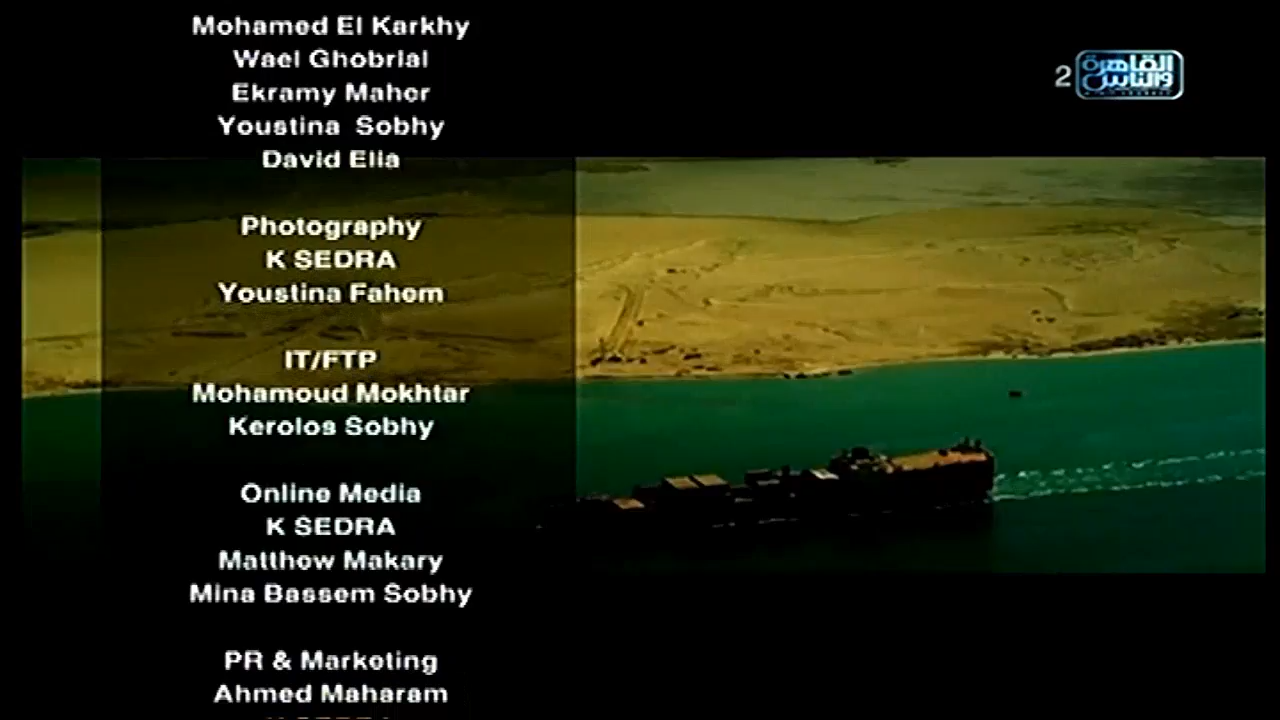 Mohamed El Karkhy
Wael Ghobrial
Ekramy Maher
Youstina Sobhy
David Elia
Photography
K SEDRA
Youstina Fahem
IT/FTP
Mohamoud Mokhtar
Kerolos Sobhy
Online Media
K SEDRA
Matthew Makary
Mina Bassem Sobhy
PR & Marketing
Ahmed Maharam
2
القاهرة
والناس